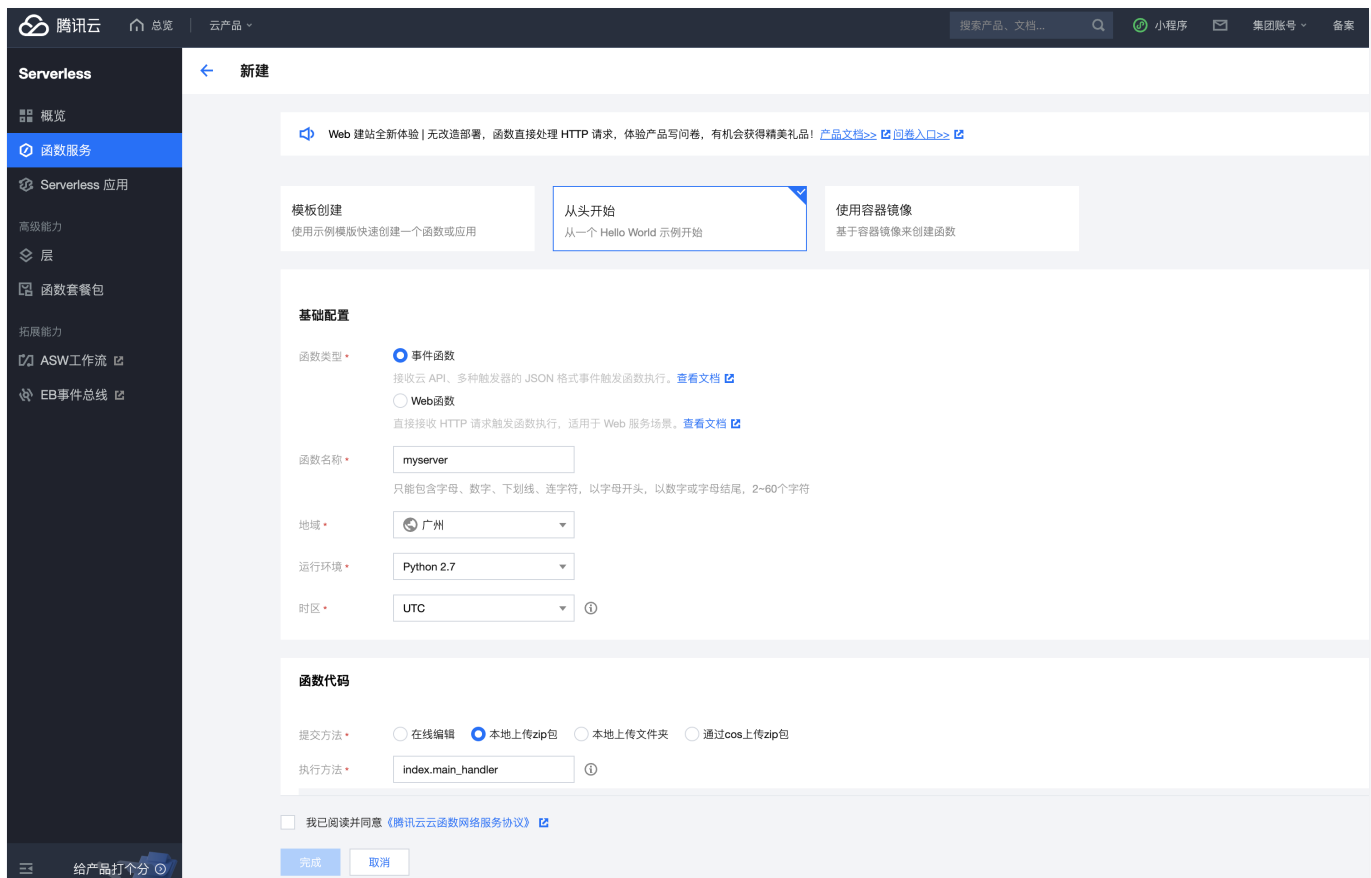 腾讯云 总览 云产品 搜索产品、文档... 小程序 集团账号 备案
Serverless
概览
函数服务
Serverless 应用
高级能力
层
函数套餐包
拓展能力
ASW工作流
EB事件总线
给产品打个分
新建
Web 建站全新体验 | 无改造部署，函数直接处理 HTTP 请求，体验产品写问卷，有机会获得精美礼品！产品文档>> 问卷入口>>
模板创建
使用示例模版快速创建一个函数或应用
从头开始
从一个 Hello World 示例开始
使用容器镜像
基于容器镜像来创建函数
基础配置
函数类型 * 事件函数
接收云 API、多种触发器的 JSON 格式事件触发函数执行。查看文档
Web函数
直接接收 HTTP 请求触发函数执行，适用于 Web 服务场景。查看文档
函数名称 * myserver
只能包含字母、数字、下划线、连字符，以字母开头，以数字或字母结尾，2~60个字符
地域 * 广州
运行环境 * Python 2.7
时区 * UTC
函数代码
提交方法 * 在线编辑 本地上传zip包 本地上传文件夹 通过cos上传zip包
执行方法 * index.main_handler
我已阅读并同意《腾讯云云函数网络服务协议》
完成 取消